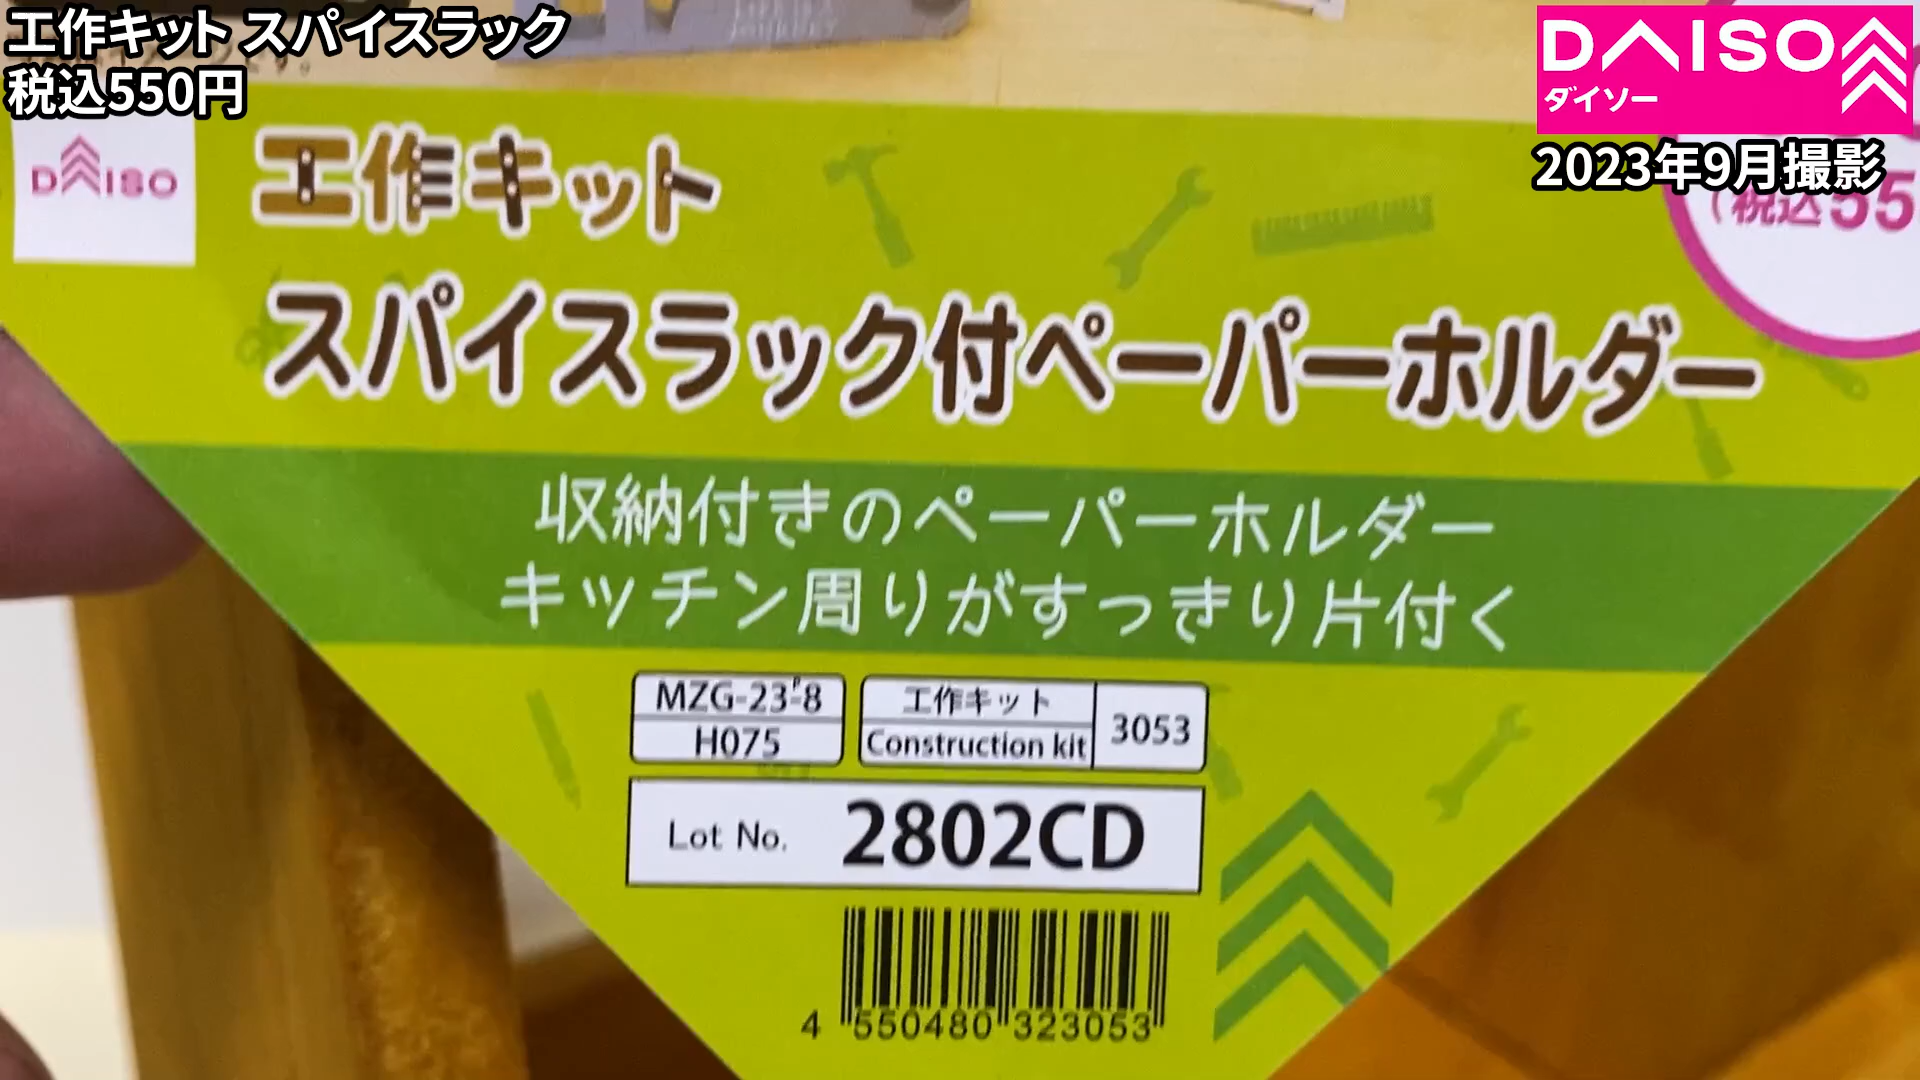 工作キット スパイスラック
税込550円
DAISO
ダイソー
2023年9月撮影
DAISO
(税込55
工作キット
スパイスラック付ペーパーホルダー
収納付きのペーパーホルダー
キッチン周りがすっきり片付く
MZG-23-P8
H075
工作キット
Construction kit
3053
Lot No. 2802CD
4 550480 323053